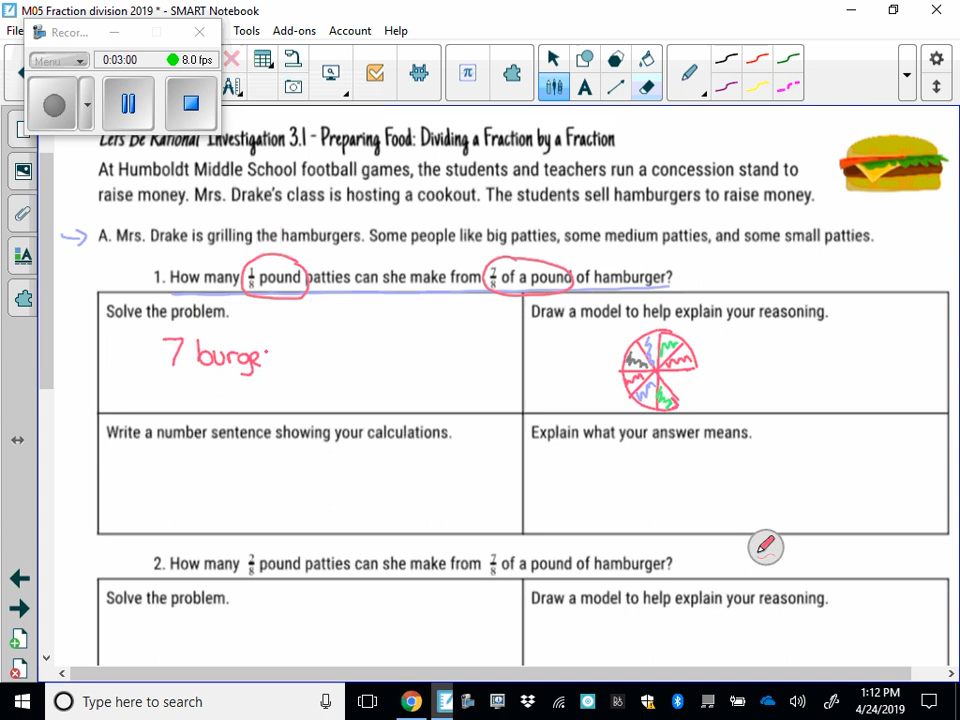 M05 Fraction division 2019 * - SMART Notebook
File
Tools Add-ons Account Help
Recor...
Menu
0:03:00
8.0 fps
Lets Be Rational Investigation 3.1 - Preparing Food: Dividing a Fraction by a Fraction
At Humboldt Middle School football games, the students and teachers run a concession stand to
raise money. Mrs. Drake's class is hosting a cookout. The students sell hamburgers to raise money.
A. Mrs. Drake is grilling the hamburgers. Some people like big patties, some medium patties, and some small patties.
1. How many 1/8 pound patties can she make from 7/8 of a pound of hamburger?
Solve the problem.
Draw a model to help explain your reasoning.
7 burge
Write a number sentence showing your calculations.
Explain what your answer means.
2. How many 2/8 pound patties can she make from 7/8 of a pound of hamburger?
Solve the problem.
Draw a model to help explain your reasoning.
Type here to search
1:12 PM
4/24/2019